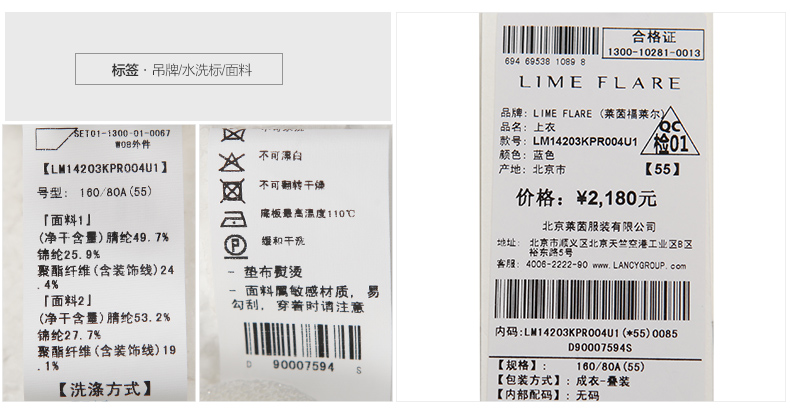 标签·吊牌/水洗标/面料
SET01-1300-01-0067
W08外件
【LM14203KPR004U1】
号型: 160/80A(55)
『面料1』
(净干含量)腈纶49.7%
锦纶25.9%
聚酯纤维(含装饰线)24
.4%
『面料2』
(净干含量)腈纶53.2%
锦纶27.7%
聚酯纤维(含装饰线)19
.1%
【洗涤方式】
不可漂白
不可翻转干燥
底板最高温度110℃
缓和干洗
- 垫布熨烫
- 面料属敏感材质, 易
勾刮, 穿着时请注意
D 90007594 S
合格证
1300-10281-0013
694 69538 1089 8
LIME FLARE
品牌: LIME FLARE (莱茵福莱尔)
品名: 上衣
款号: LM14203KPR004U1
颜色: 蓝色
产地: 北京市
QC
检01
【55】
价格: ¥2,180元
北京莱茵服装有限公司
地址: 北京市顺义区北京天竺空港工业区B区
裕东路5号
客服: 4006-2222-90 www.LANCYGROUP.com
内码:LM14203KPR004U1(*55)0085
D90007594S
【规格】: 160/80A(55)
【包装方式】: 成衣-叠装
【内部配码】: 无码